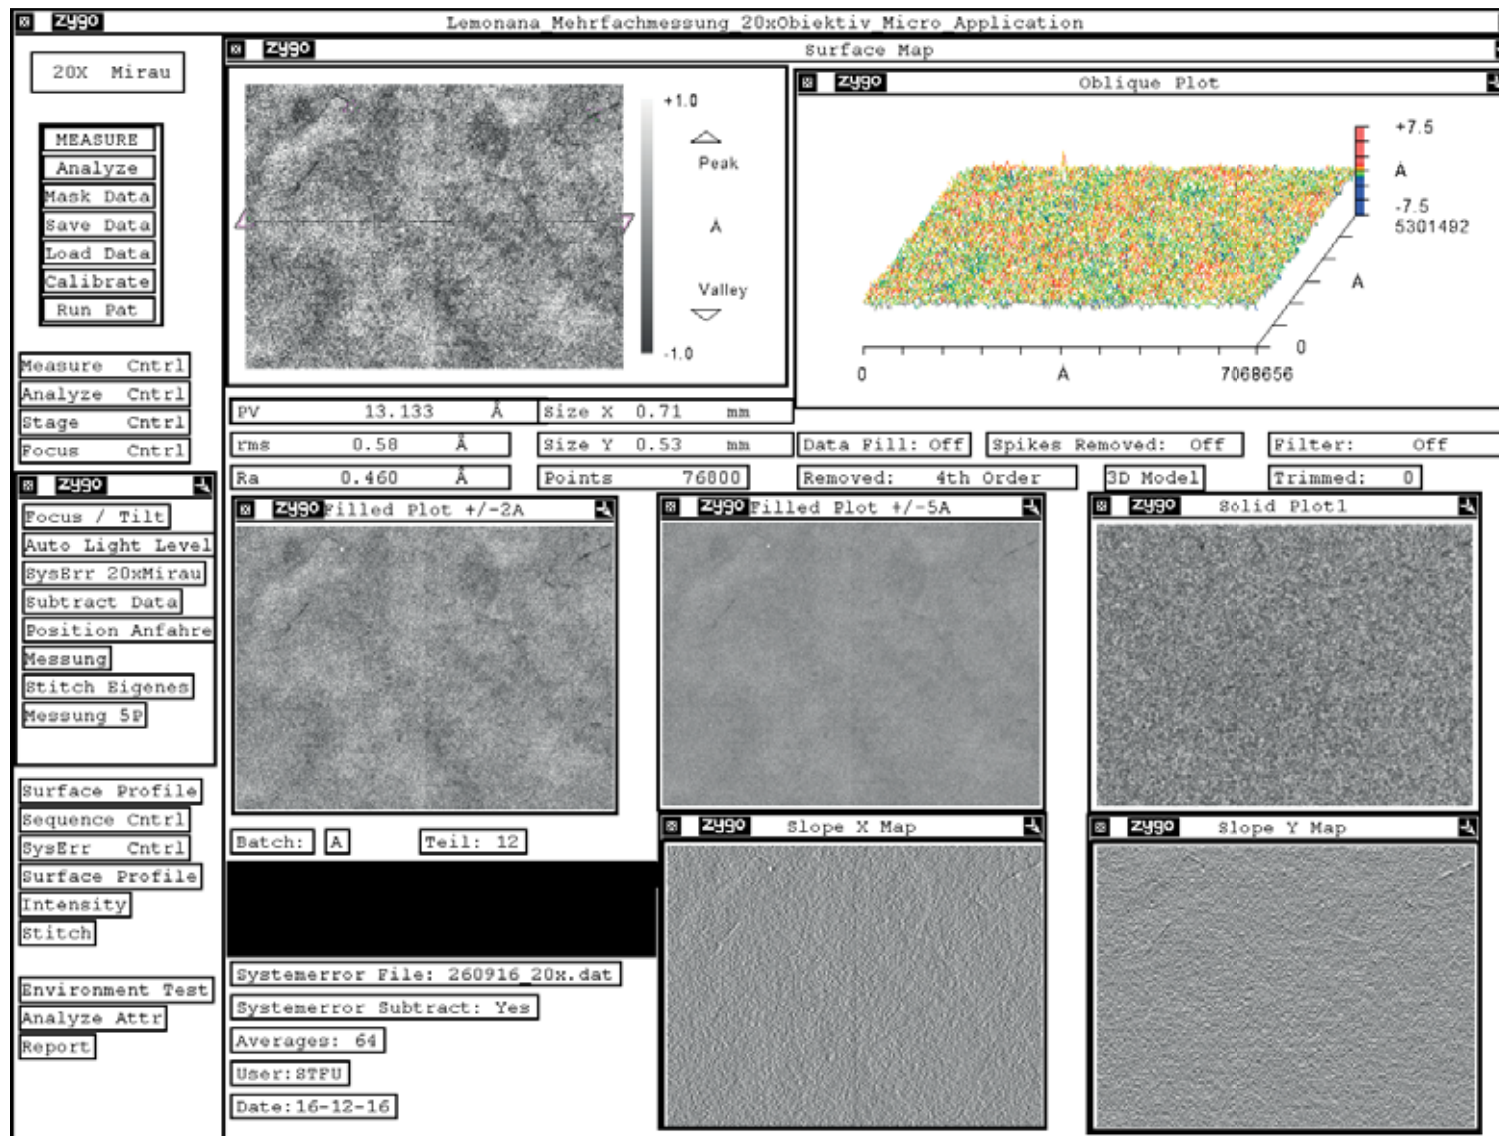 zygo Lemonana_Mehrfachmessung_20xObiektiv_Micro_Application
20X Mirau
MEASURE
Analyze
Mask Data
Save Data
Load Data
Calibrate
Run Pat
Measure Cntrl
Analyze Cntrl
Stage Cntrl
Focus Cntrl
zygo
Focus / Tilt
Auto Light Level
SysErr 20xMirau
Subtract Data
Position Anfahre
Messung
Stitch Eigenes
Messung 5P
Surface Profile
Sequence Cntrl
SysErr Cntrl
Surface Profile
Intensity
Stitch
Environment Test
Analyze Attr
Report
zygo Surface Map
+1.0
Peak
Å
Valley
-1.0
zygo Oblique Plot
+7.5
Å
-7.5
5301492
Å
0
0 Å 7068656
PV 13.133 Å Size X 0.71 mm
rms 0.58 Å Size Y 0.53 mm Data Fill: Off Spikes Removed: Off Filter: Off
Ra 0.460 Å Points 76800 Removed: 4th Order 3D Model Trimmed: 0
zygo Filled Plot +/-2A
zygo Filled Plot +/-5A
zygo Solid Plot1
Batch: A Teil: 12
zygo Slope X Map
zygo Slope Y Map
Systemerror File: 260916_20x.dat
Systemerror Subtract: Yes
Averages: 64
User:STFU
Date:16-12-16